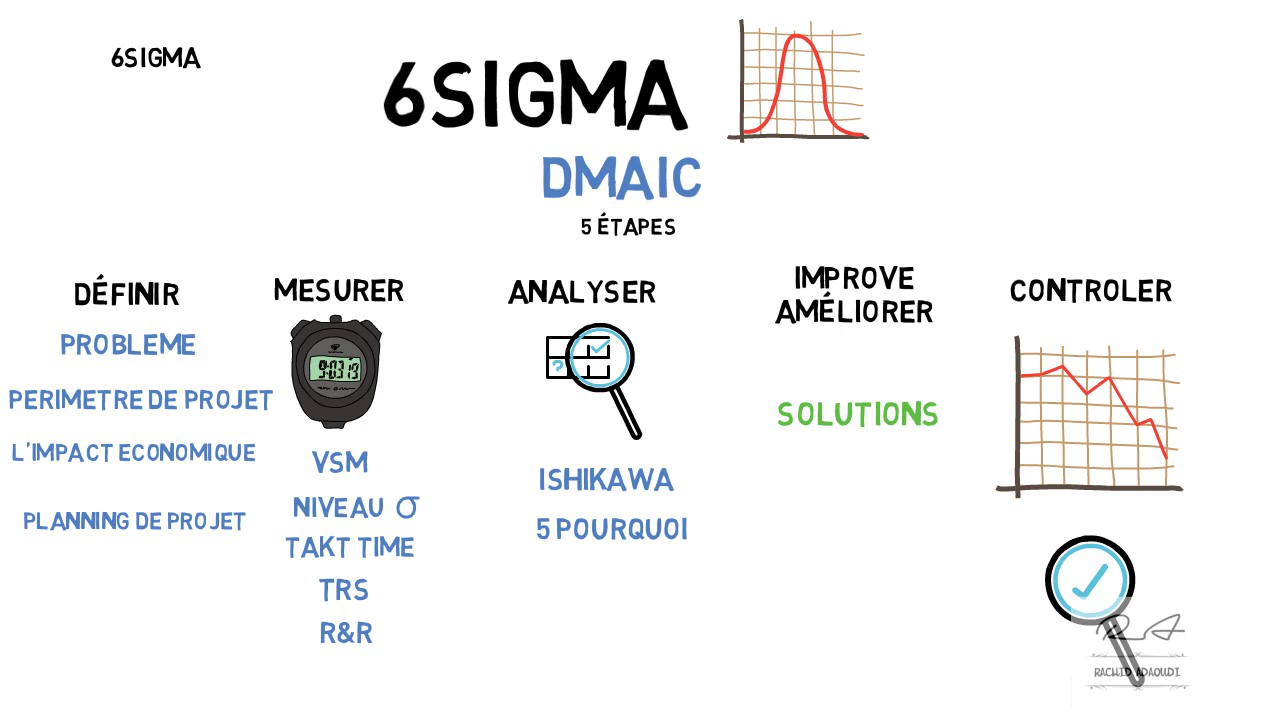 6SIGMA
6SIGMA
DMAIC
5 ÉTAPES
DÉFINIR
PROBLEME
PERIMETRE DE PROJET
L'IMPACT ECONOMIQUE
PLANNING DE PROJET
MESURER
VSM
NIVEAU σ
TAKT TIME
TRS
R&R
ANALYSER
?
ISHIKAWA
5 POURQUOI
IMPROVE
AMÉLIORER
SOLUTIONS
CONTROLER
RA
RACHID ADAOUDI